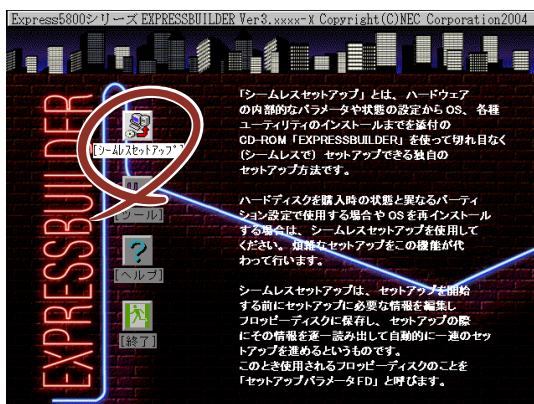 Express5800シリーズ EXPRESSBUILDER Ver3.xxxx-X Copyright(C)NEC Corporation2004
EXPRESSBUILDER
[シームレスセットアップ]
[ツール]
[ヘルプ]
[終了]
「シームレスセットアップ」とは、ハードウェア
の内部的なパラメータや状態の設定からOS、各種
ユーティリティのインストールまでを添付の
CD-ROM「EXPRESSBUILDER」を使って切れ目なく
(シームレスで) セットアップできる独自の
セットアップ方法です。
ハードディスクを購入時の状態と異なるパーティ
ション設定で使用する場合やOSを再インストール
する場合は、シームレスセットアップを使用して
ください。煩雑なセットアップをこの機能が代
わって行います。
シームレスセットアップは、セットアップを開始
する前にセットアップに必要な情報を編集し
フロッピーディスクに保存し、セットアップの際
にその情報を逐一読み出して自動的に一連のセッ
トアップを進めるというものです。
このとき使用されるフロッピーディスクのことを
「セットアップパラメータFD」と呼びます。